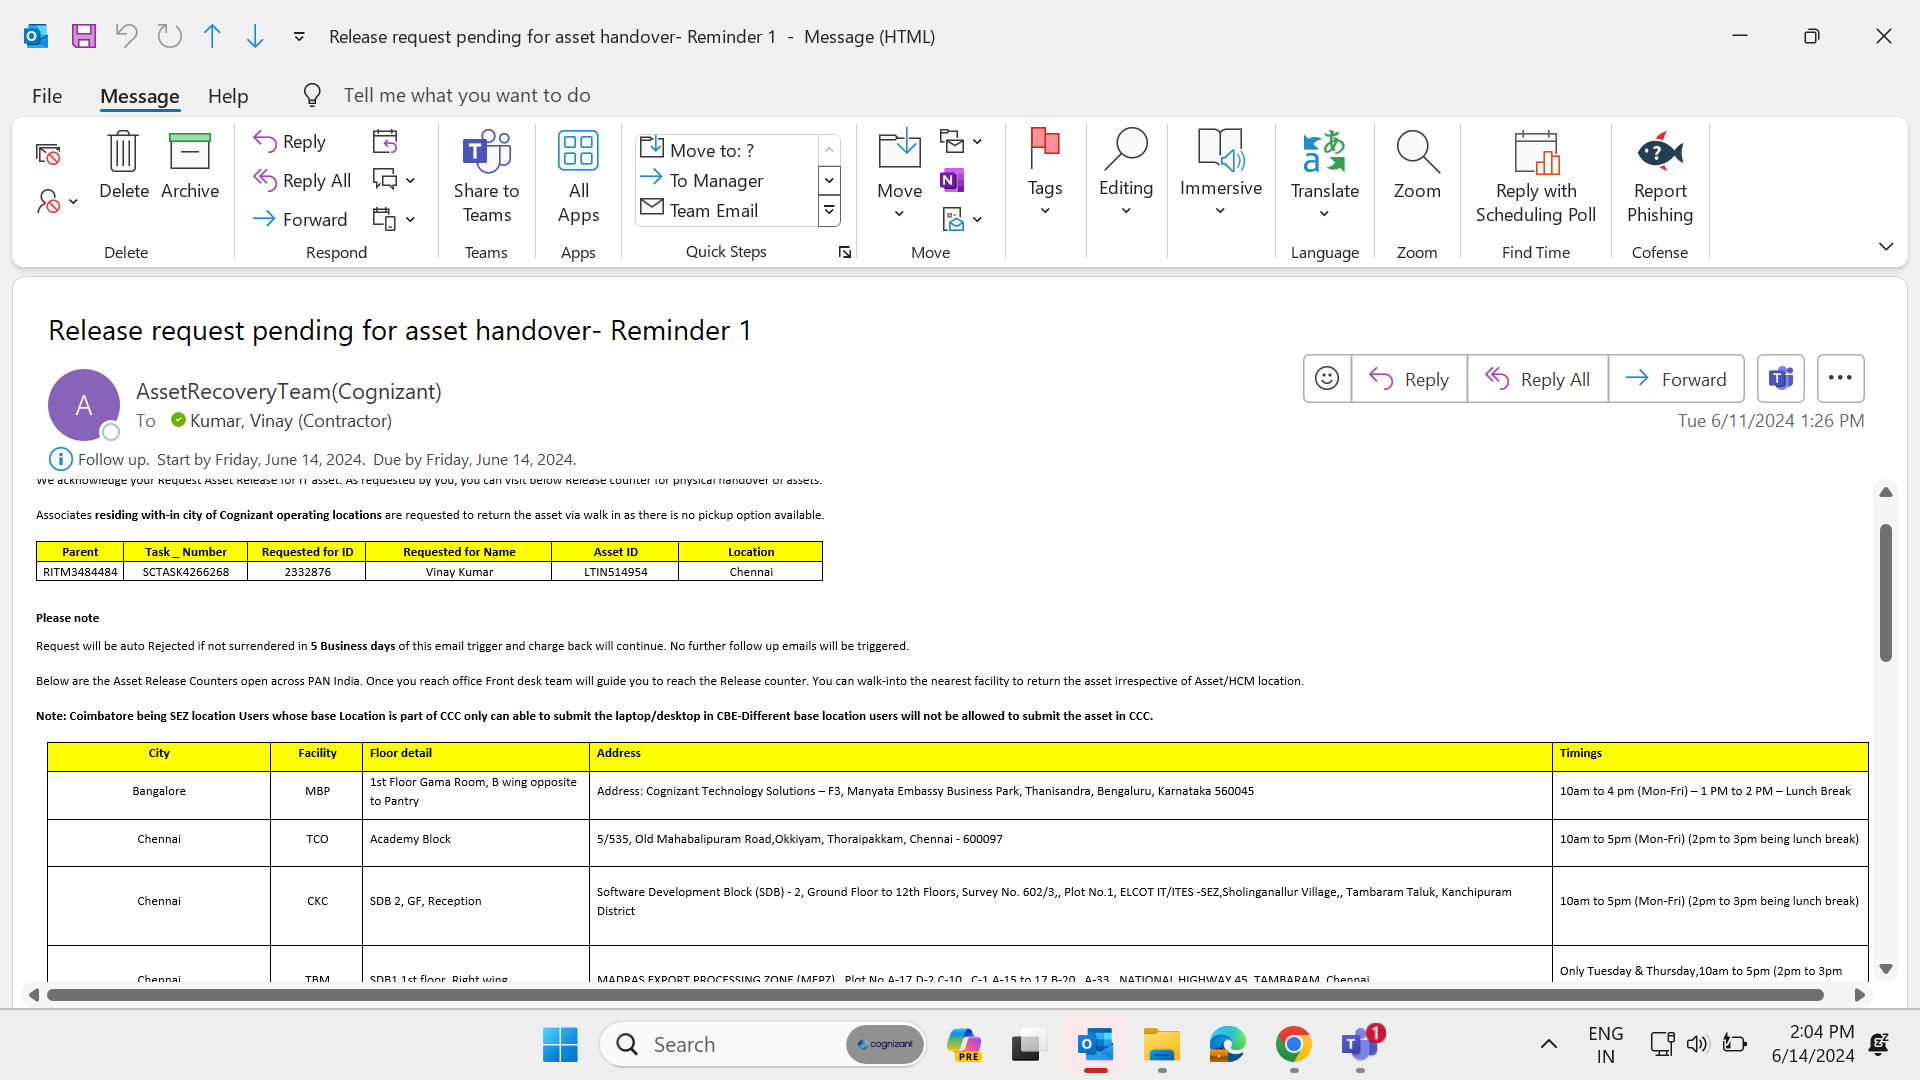 Release request pending for asset handover- Reminder 1 - Message (HTML)
File Message Help Tell me what you want to do
Delete
Archive
Reply
Reply All
Forward
Share to Teams
All Apps
Move to: ?
To Manager
Team Email
Move
Tags
Editing
Immersive
Translate
Zoom
Reply with Scheduling Poll
Report Phishing
Delete Respond Teams Apps Quick Steps Move Language Zoom Find Time Cofense
Release request pending for asset handover- Reminder 1
A
AssetRecoveryTeam(Cognizant)
To Kumar, Vinay (Contractor)
Reply Reply All Forward
Tue 6/11/2024 1:26 PM
Follow up. Start by Friday, June 14, 2024. Due by Friday, June 14, 2024.
We acknowledge your Request Asset Release for IT asset. As requested by you, you can visit below Release counter for physical handover of assets.
Associates residing with-in city of Cognizant operating locations are requested to return the asset via walk in as there is no pickup option available.
Parent Task _ Number Requested for ID Requested for Name Asset ID Location
RITM3484484 SCTASK4266268 2332876 Vinay Kumar LTIN514954 Chennai
Please note
Request will be auto Rejected if not surrendered in 5 Business days of this email trigger and charge back will continue. No further follow up emails will be triggered.
Below are the Asset Release Counters open across PAN India. Once you reach office Front desk team will guide you to reach the Release counter. You can walk-into the nearest facility to return the asset irrespective of Asset/HCM location.
Note: Coimbatore being SEZ location Users whose base Location is part of CCC only can able to submit the laptop/desktop in CBE-Different base location users will not be allowed to submit the asset in CCC.
City Facility Floor detail Address Timings
Bangalore MBP 1st Floor Gama Room, B wing opposite to Pantry Address: Cognizant Technology Solutions – F3, Manyata Embassy Business Park, Thanisandra, Bengaluru, Karnataka 560045 10am to 4 pm (Mon-Fri) – 1 PM to 2 PM – Lunch Break
Chennai TCO Academy Block 5/535, Old Mahabalipuram Road,Okkiyam, Thoraipakkam, Chennai - 600097 10am to 5pm (Mon-Fri) (2pm to 3pm being lunch break)
Chennai CKC SDB 2, GF, Reception Software Development Block (SDB) - 2, Ground Floor to 12th Floors, Survey No. 602/3,, Plot No.1, ELCOT IT/ITES -SEZ,Sholinganallur Village,, Tambaram Taluk, Kanchipuram District 10am to 5pm (Mon-Fri) (2pm to 3pm being lunch break)
Chennai TBM SDB1 1st floor, Right wing MADRAS EXPORT PROCESSING ZONE (MEPZ), Plot No A-17,D-2,C-10, C-1,A-15 to 17,B-20, A-33, NATIONAL HIGHWAY 45, TAMBARAM, Chennai Only Tuesday & Thursday,10am to 5pm (2pm to 3pm
Search cognizant PRE 1
ENG IN
2:04 PM
6/14/2024